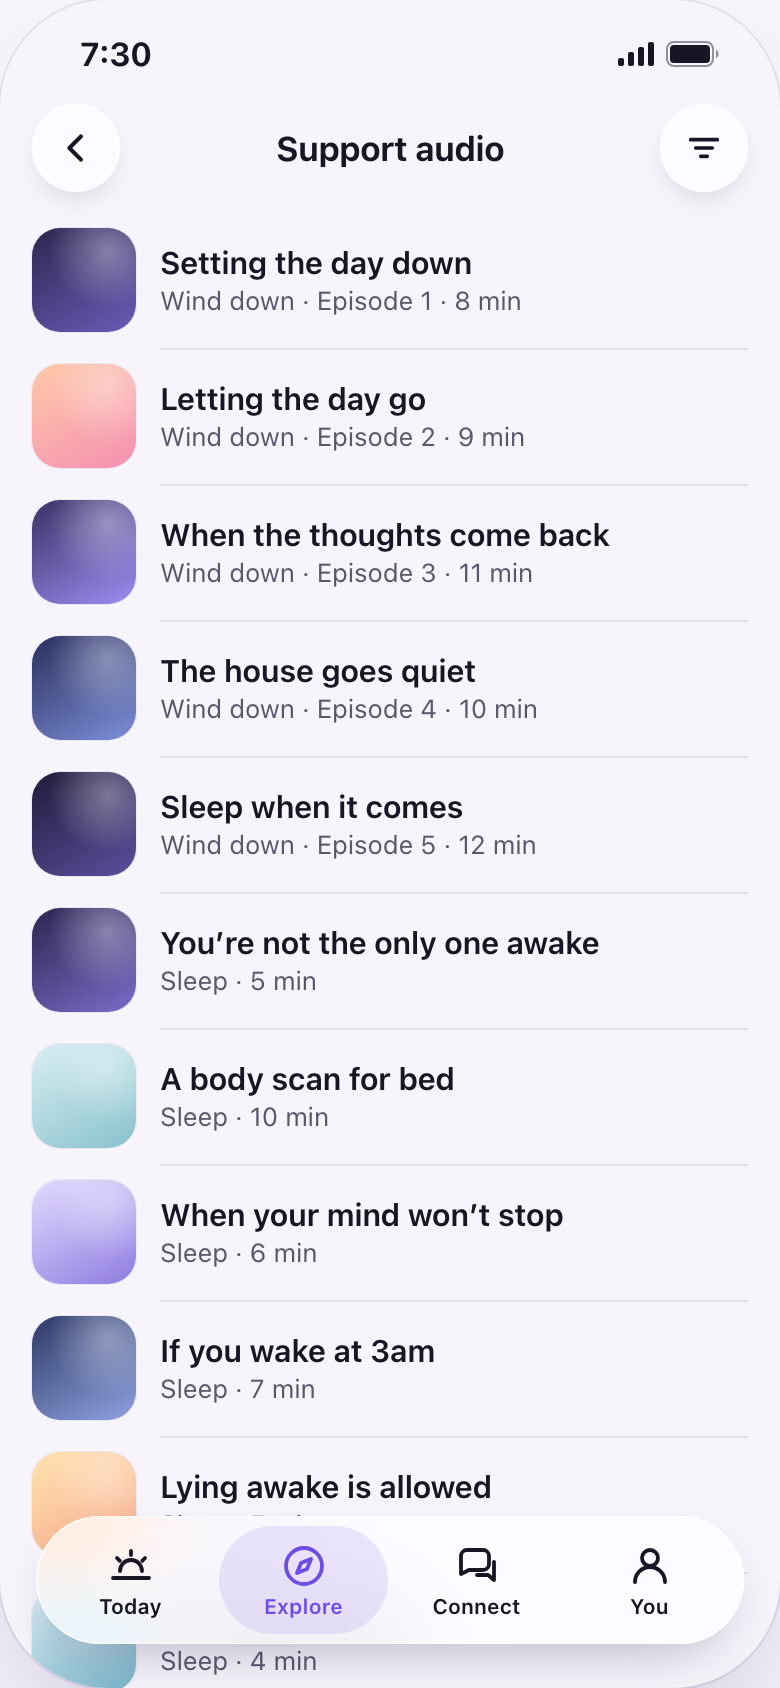 7:30
Support audio
Setting the day down
Wind down · Episode 1 · 8 min
Letting the day go
Wind down · Episode 2 · 9 min
When the thoughts come back
Wind down · Episode 3 · 11 min
The house goes quiet
Wind down · Episode 4 · 10 min
Sleep when it comes
Wind down · Episode 5 · 12 min
You’re not the only one awake
Sleep · 5 min
A body scan for bed
Sleep · 10 min
When your mind won’t stop
Sleep · 6 min
If you wake at 3am
Sleep · 7 min
Lying awake is allowed
Today
Explore
Connect
You
Sleep · 4 min